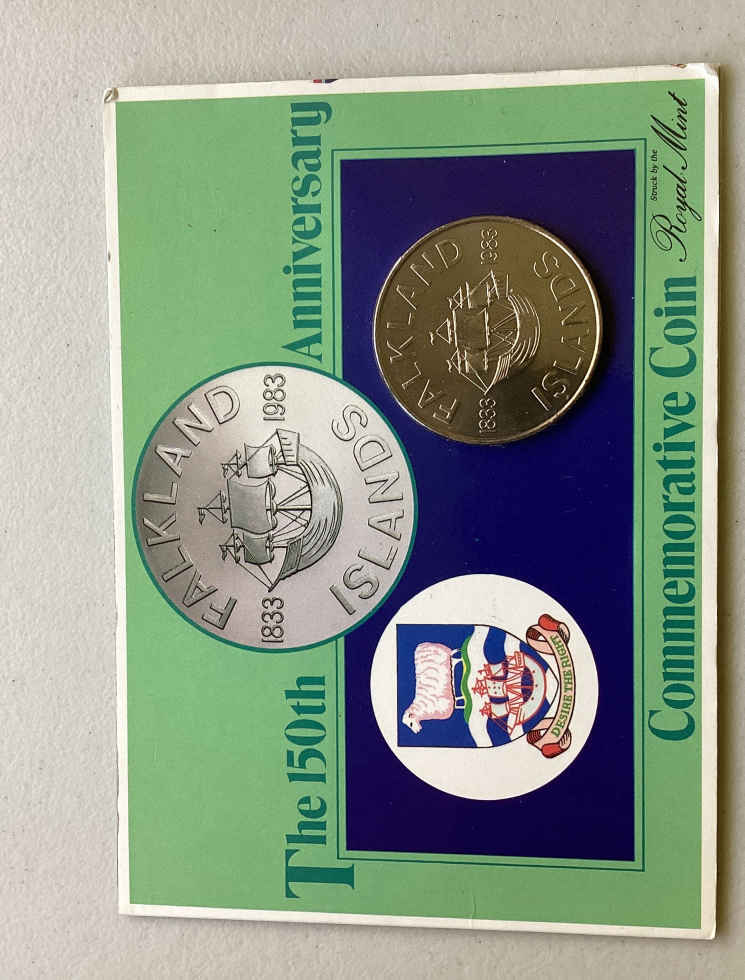 The 150th Anniversary
FALKLAND
1833 1983
ISLANDS
FALKLAND
1833 1983
ISLANDS
DESIRE THE RIGHT
Commemorative Coin
Struck by the
Royal Mint